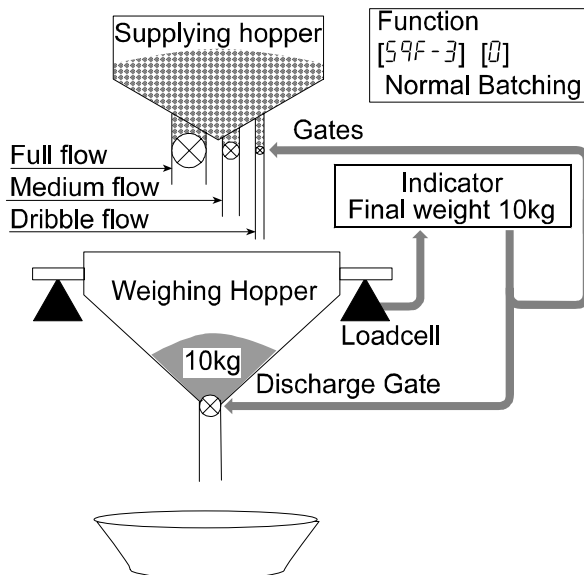 Supplying hopper
Function
[SqF-3] [0]
Normal Batching
Gates
Full flow
Medium flow
Dribble flow
Indicator
Final weight 10kg
Weighing Hopper
Loadcell
10kg
Discharge Gate